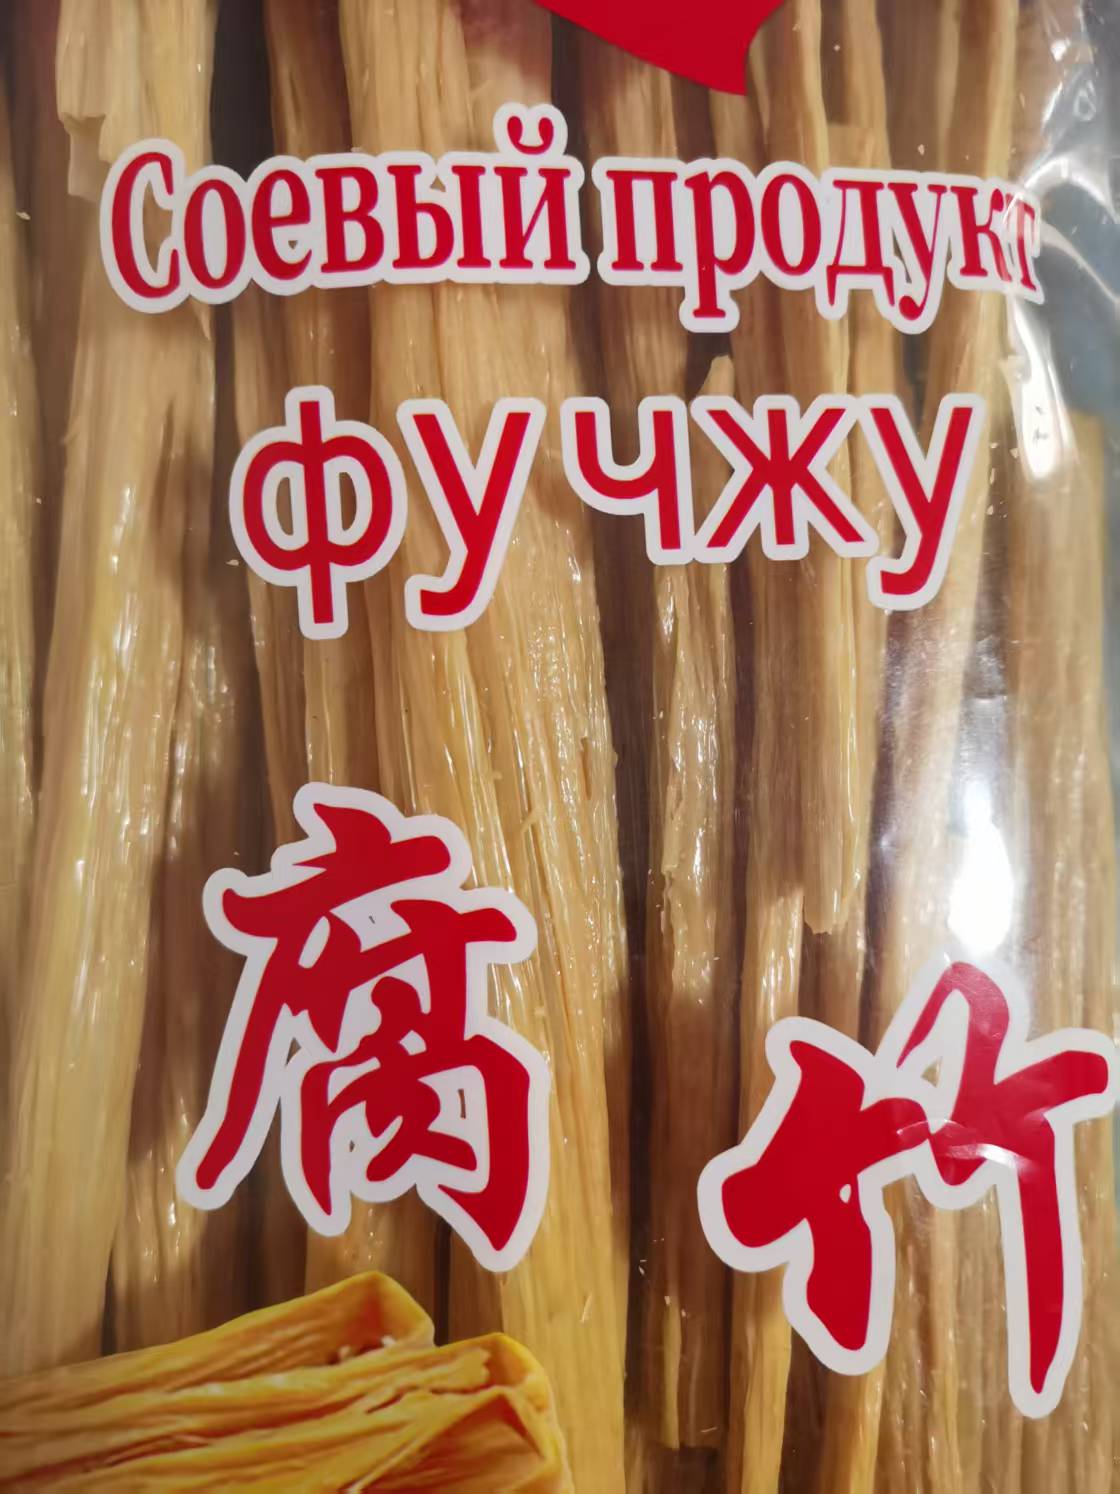 Соевый продукт
фучжу
腐竹